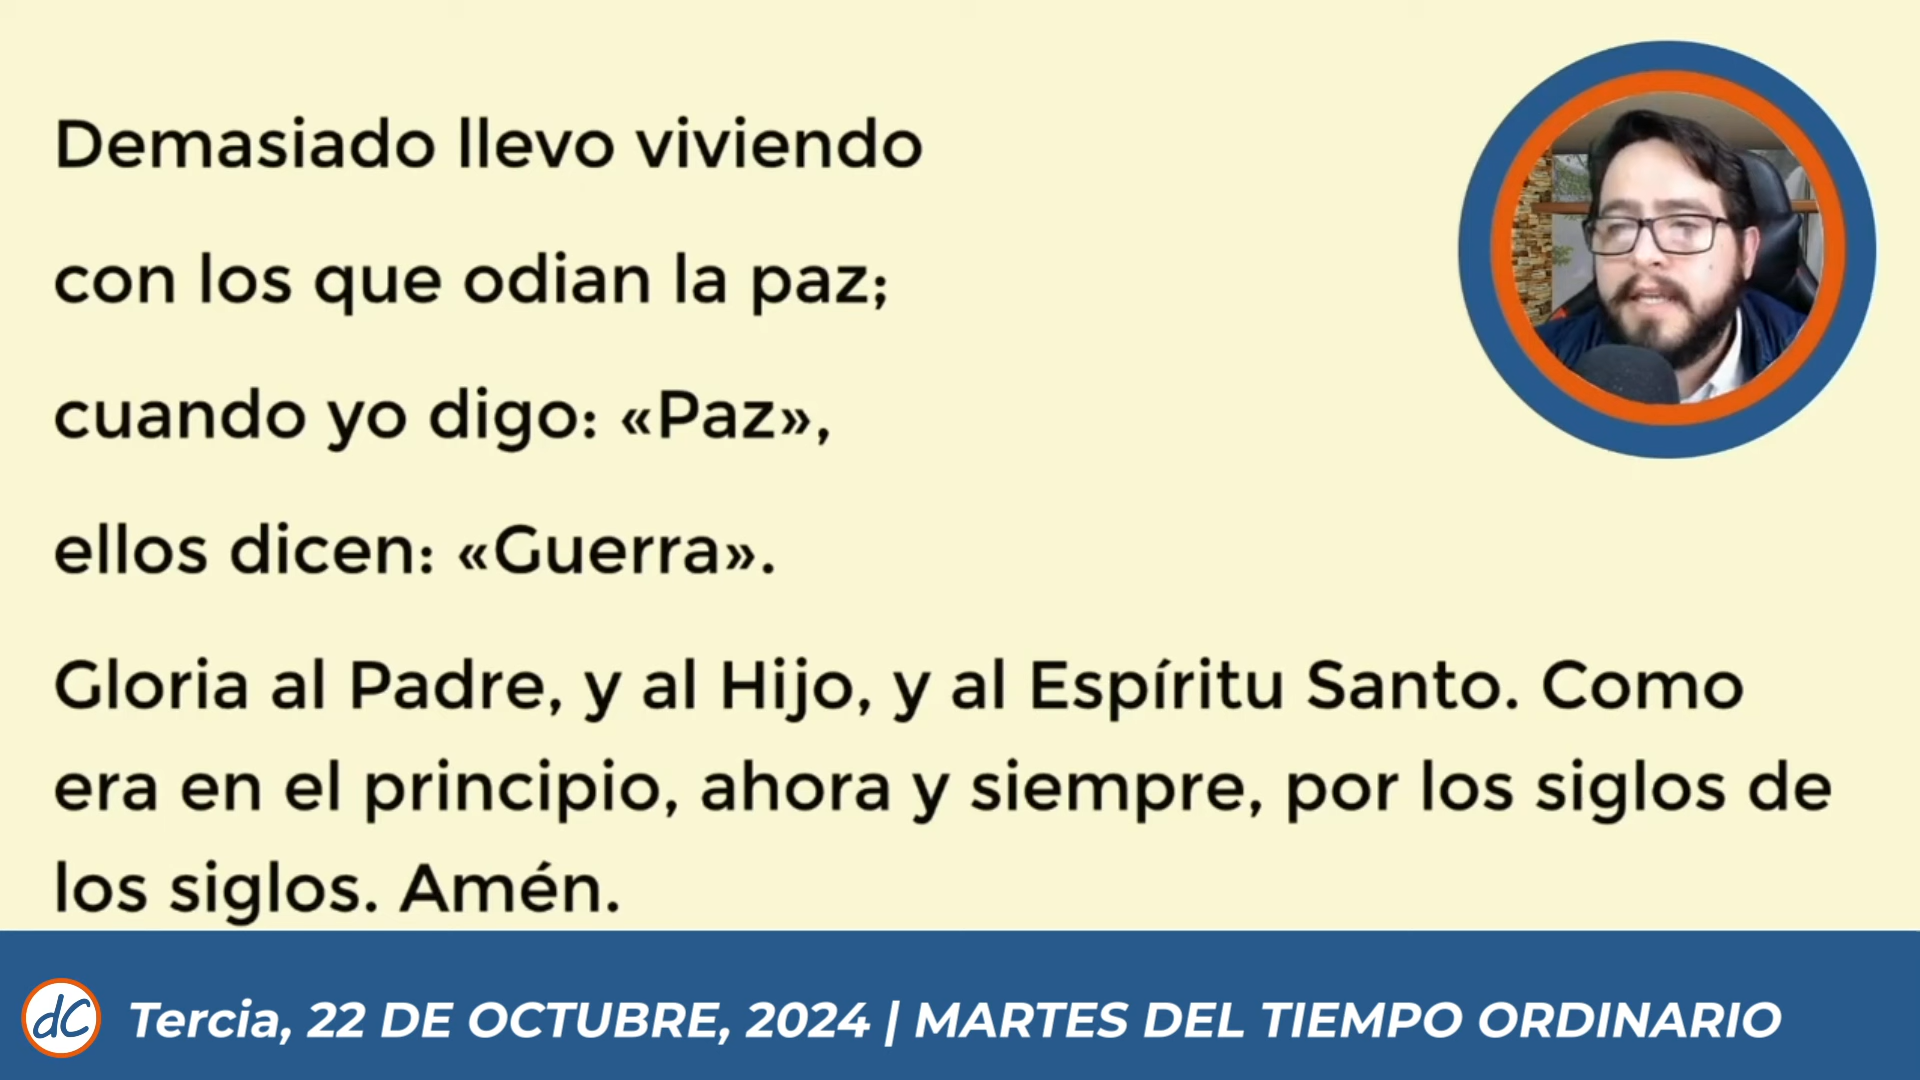 Demasiado llevo viviendo
con los que odian la paz;
cuando yo digo: «Paz»,
ellos dicen: «Guerra».
Gloria al Padre, y al Hijo, y al Espíritu Santo. Como
era en el principio, ahora y siempre, por los siglos de
los siglos. Amén.
dC
Tercia, 22 DE OCTUBRE, 2024 | MARTES DEL TIEMPO ORDINARIO